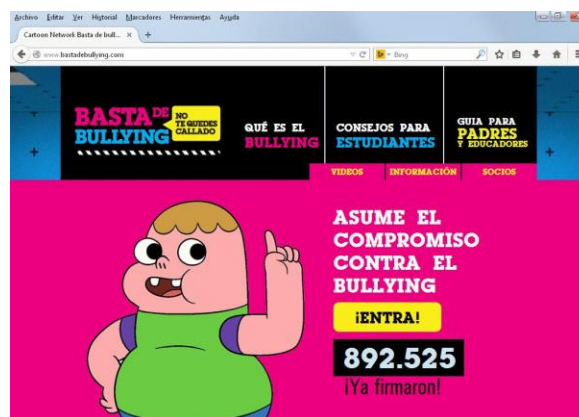 Archivo Editar Ver Historial Marcadores Herramientas Ayuda
Cartoon Network Basta de bull...
www.bastadebullying.com
Bing
BASTA DE BULLYING
NO TE QUEDES CALLADO
QUÉ ES EL
BULLYING
CONSEJOS PARA
ESTUDIANTES
GUIA PARA
PADRES
Y EDUCADORES
VIDEOS INFORMACIÓN SOCIOS
ASUME EL
COMPROMISO
CONTRA EL
BULLYING
¡ENTRA!
892.525
¡Ya firmaron!